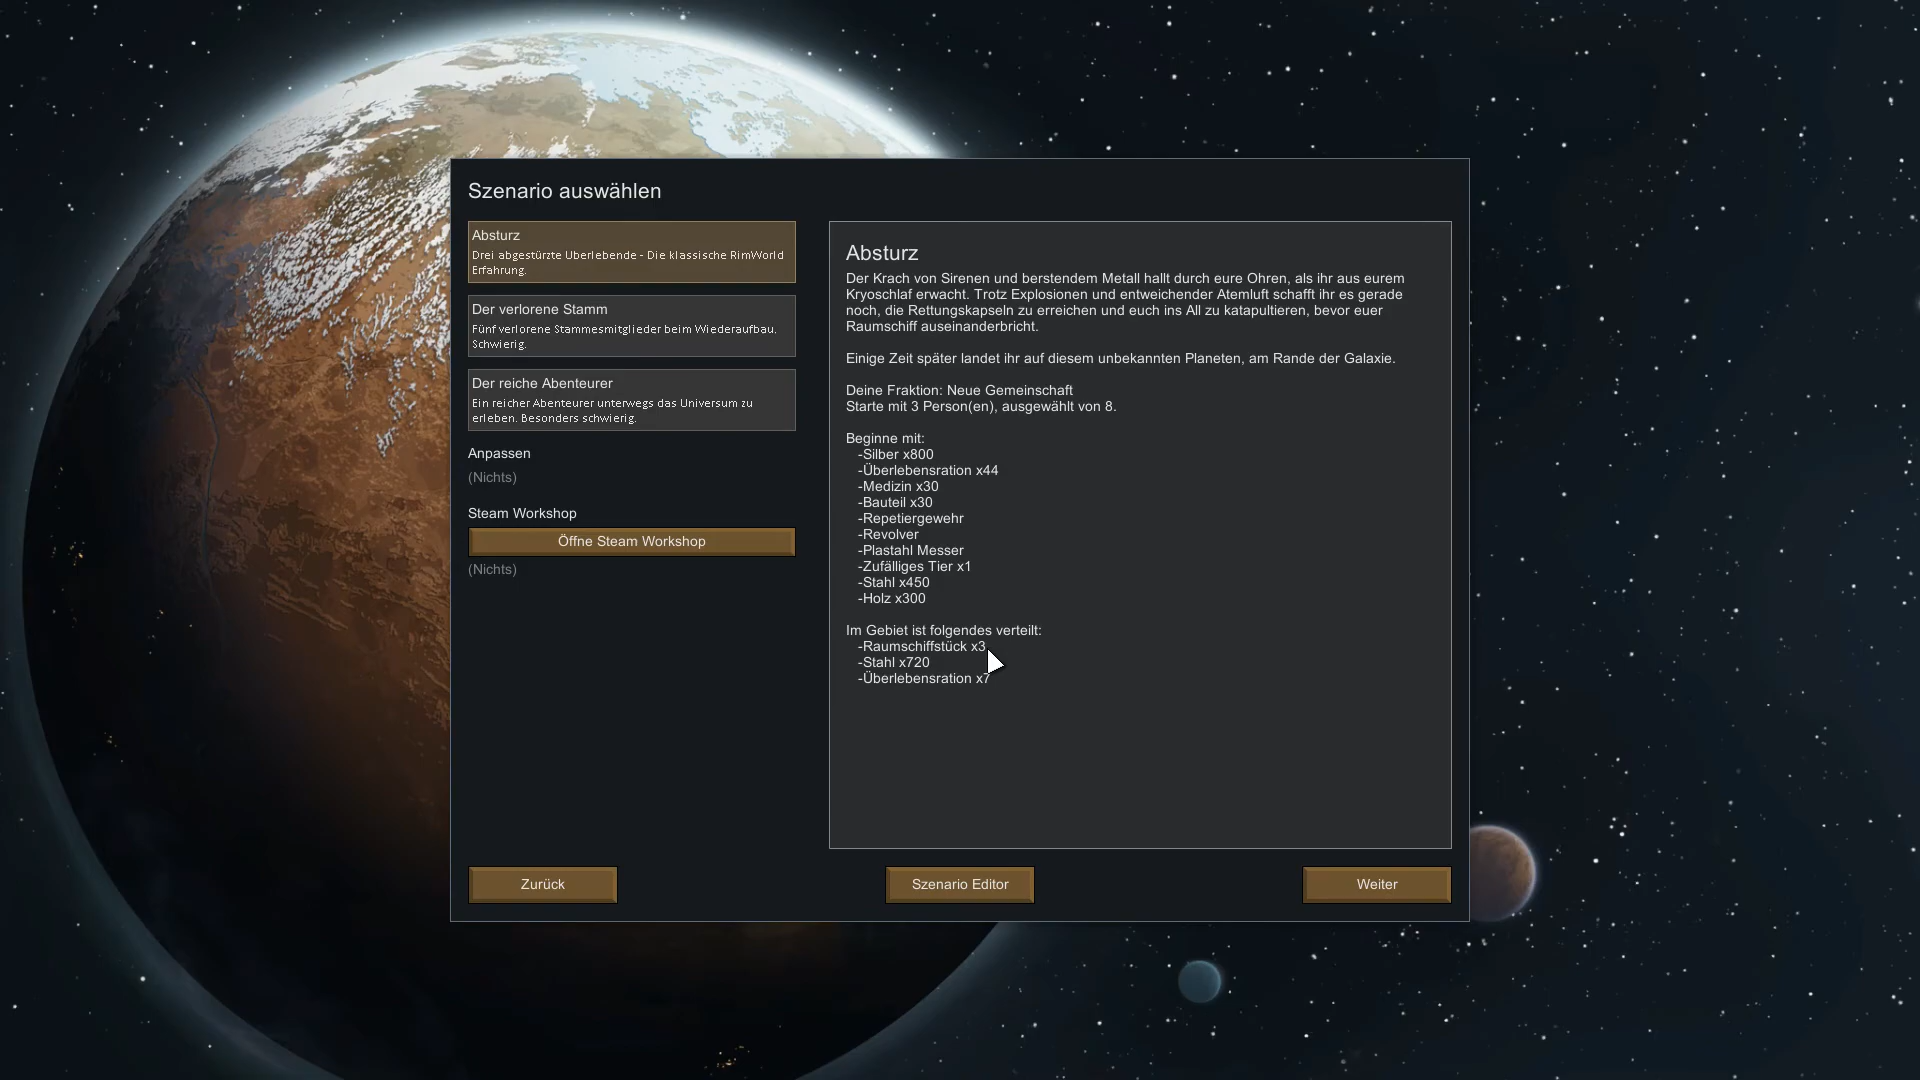 Szenario auswählen
Absturz
Drei abgestürzte Überlebende - Die klassische RimWorld
Erfahrung.
Der verlorene Stamm
Fünf verlorene Stammesmitglieder beim Wiederaufbau.
Schwierig.
Der reiche Abenteurer
Ein reicher Abenteurer unterwegs das Universum zu
erleben. Besonders schwierig.
Anpassen
(Nichts)
Steam Workshop
Öffne Steam Workshop
(Nichts)
Absturz
Der Krach von Sirenen und berstendem Metall hallt durch eure Ohren, als ihr aus eurem
Kryoschlaf erwacht. Trotz Explosionen und entweichender Atemluft schafft ihr es gerade
noch, die Rettungskapseln zu erreichen und euch ins All zu katapultieren, bevor euer
Raumschiff auseinanderbricht.
Einige Zeit später landet ihr auf diesem unbekannten Planeten, am Rande der Galaxie.
Deine Fraktion: Neue Gemeinschaft
Starte mit 3 Person(en), ausgewählt von 8.
Beginne mit:
-Silber x800
-Überlebensration x44
-Medizin x30
-Bauteil x30
-Repetiergewehr
-Revolver
-Plastahl Messer
-Zufälliges Tier x1
-Stahl x450
-Holz x300
Im Gebiet ist folgendes verteilt:
-Raumschiffstück x3
-Stahl x720
-Überlebensration x7
Zurück
Szenario Editor
Weiter